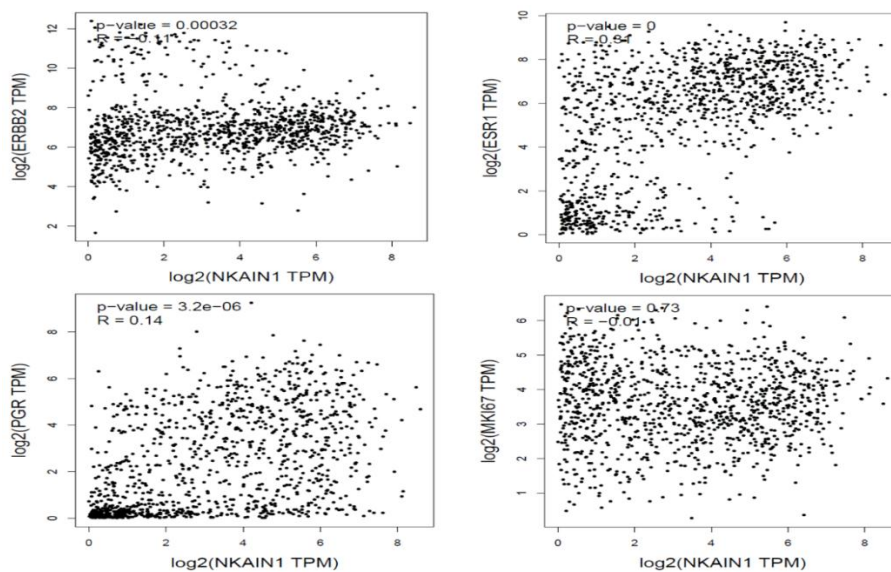 p-value = 0.00032
R = -0.11
log2(ERBB2 TPM)
12
10
8
6
4
2
0 2 4 6 8
log2(NKAIN1 TPM)
p-value = 0
R = 0.31
log2(ESR1 TPM)
10
8
6
4
2
0
0 2 4 6 8
log2(NKAIN1 TPM)
p-value = 3.2e-06
R = 0.14
log2(PGR TPM)
8
6
4
2
0
0 2 4 6 8
log2(NKAIN1 TPM)
p-value = 0.73
R = -0.01
log2(MKI67 TPM)
6
5
4
3
2
1
0 2 4 6 8
log2(NKAIN1 TPM)